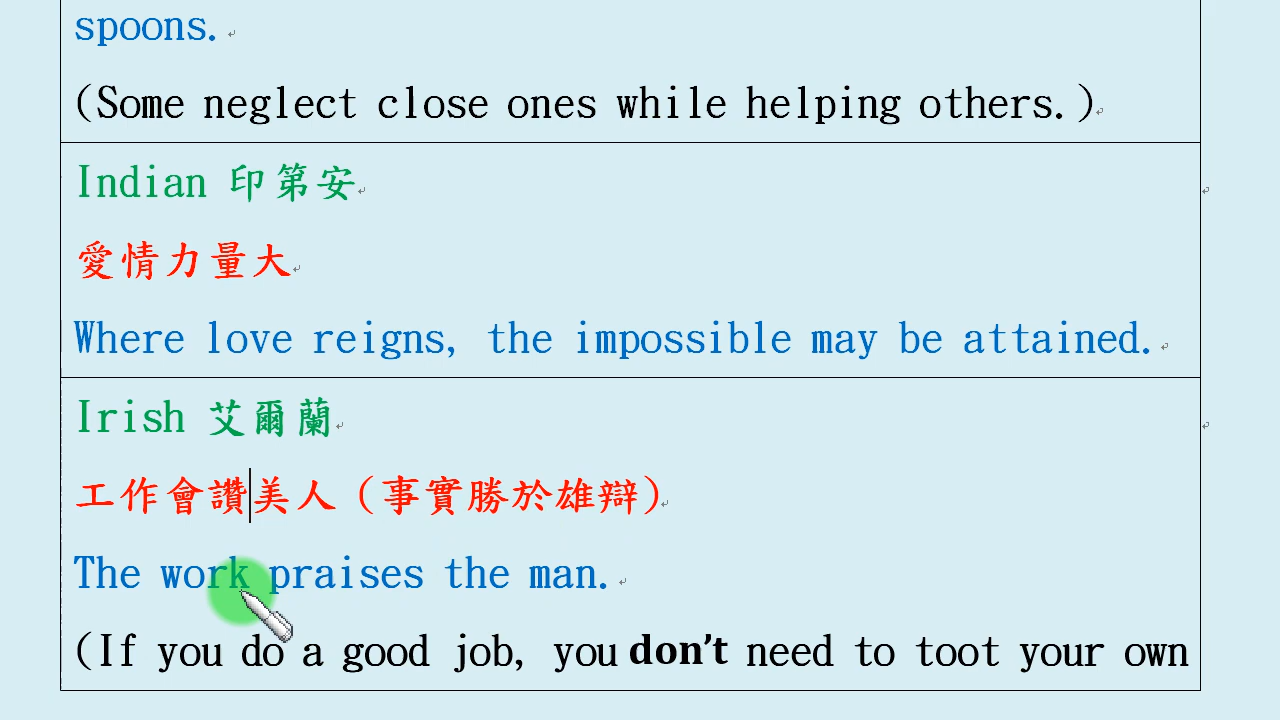 spoons.
(Some neglect close ones while helping others.)
Indian 印第安
愛情力量大
Where love reigns, the impossible may be attained.
Irish 艾爾蘭
工作會讚美人 (事實勝於雄辯)
The work praises the man.
(If you do a good job, you don’t need to toot your own